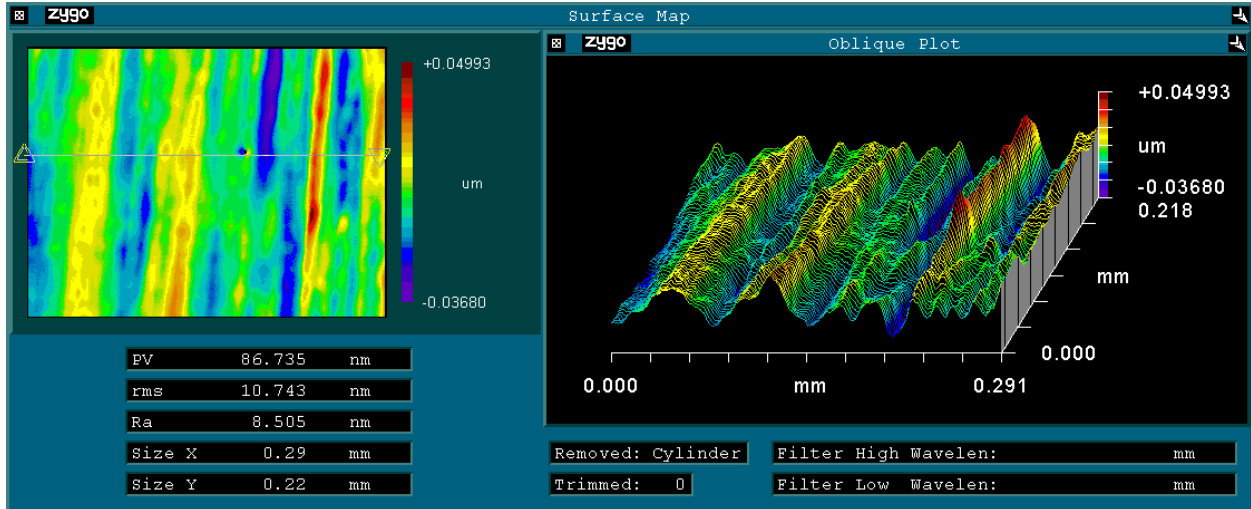 zygo Surface Map
+0.04993
um
-0.03680
zygo Oblique Plot
+0.04993
um
-0.03680
0.218
mm
0.000
0.000 mm 0.291
PV 86.735 nm
rms 10.743 nm
Ra 8.505 nm
Size X 0.29 mm
Size Y 0.22 mm
Removed: Cylinder
Trimmed: 0
Filter High Wavelen: mm
Filter Low Wavelen: mm